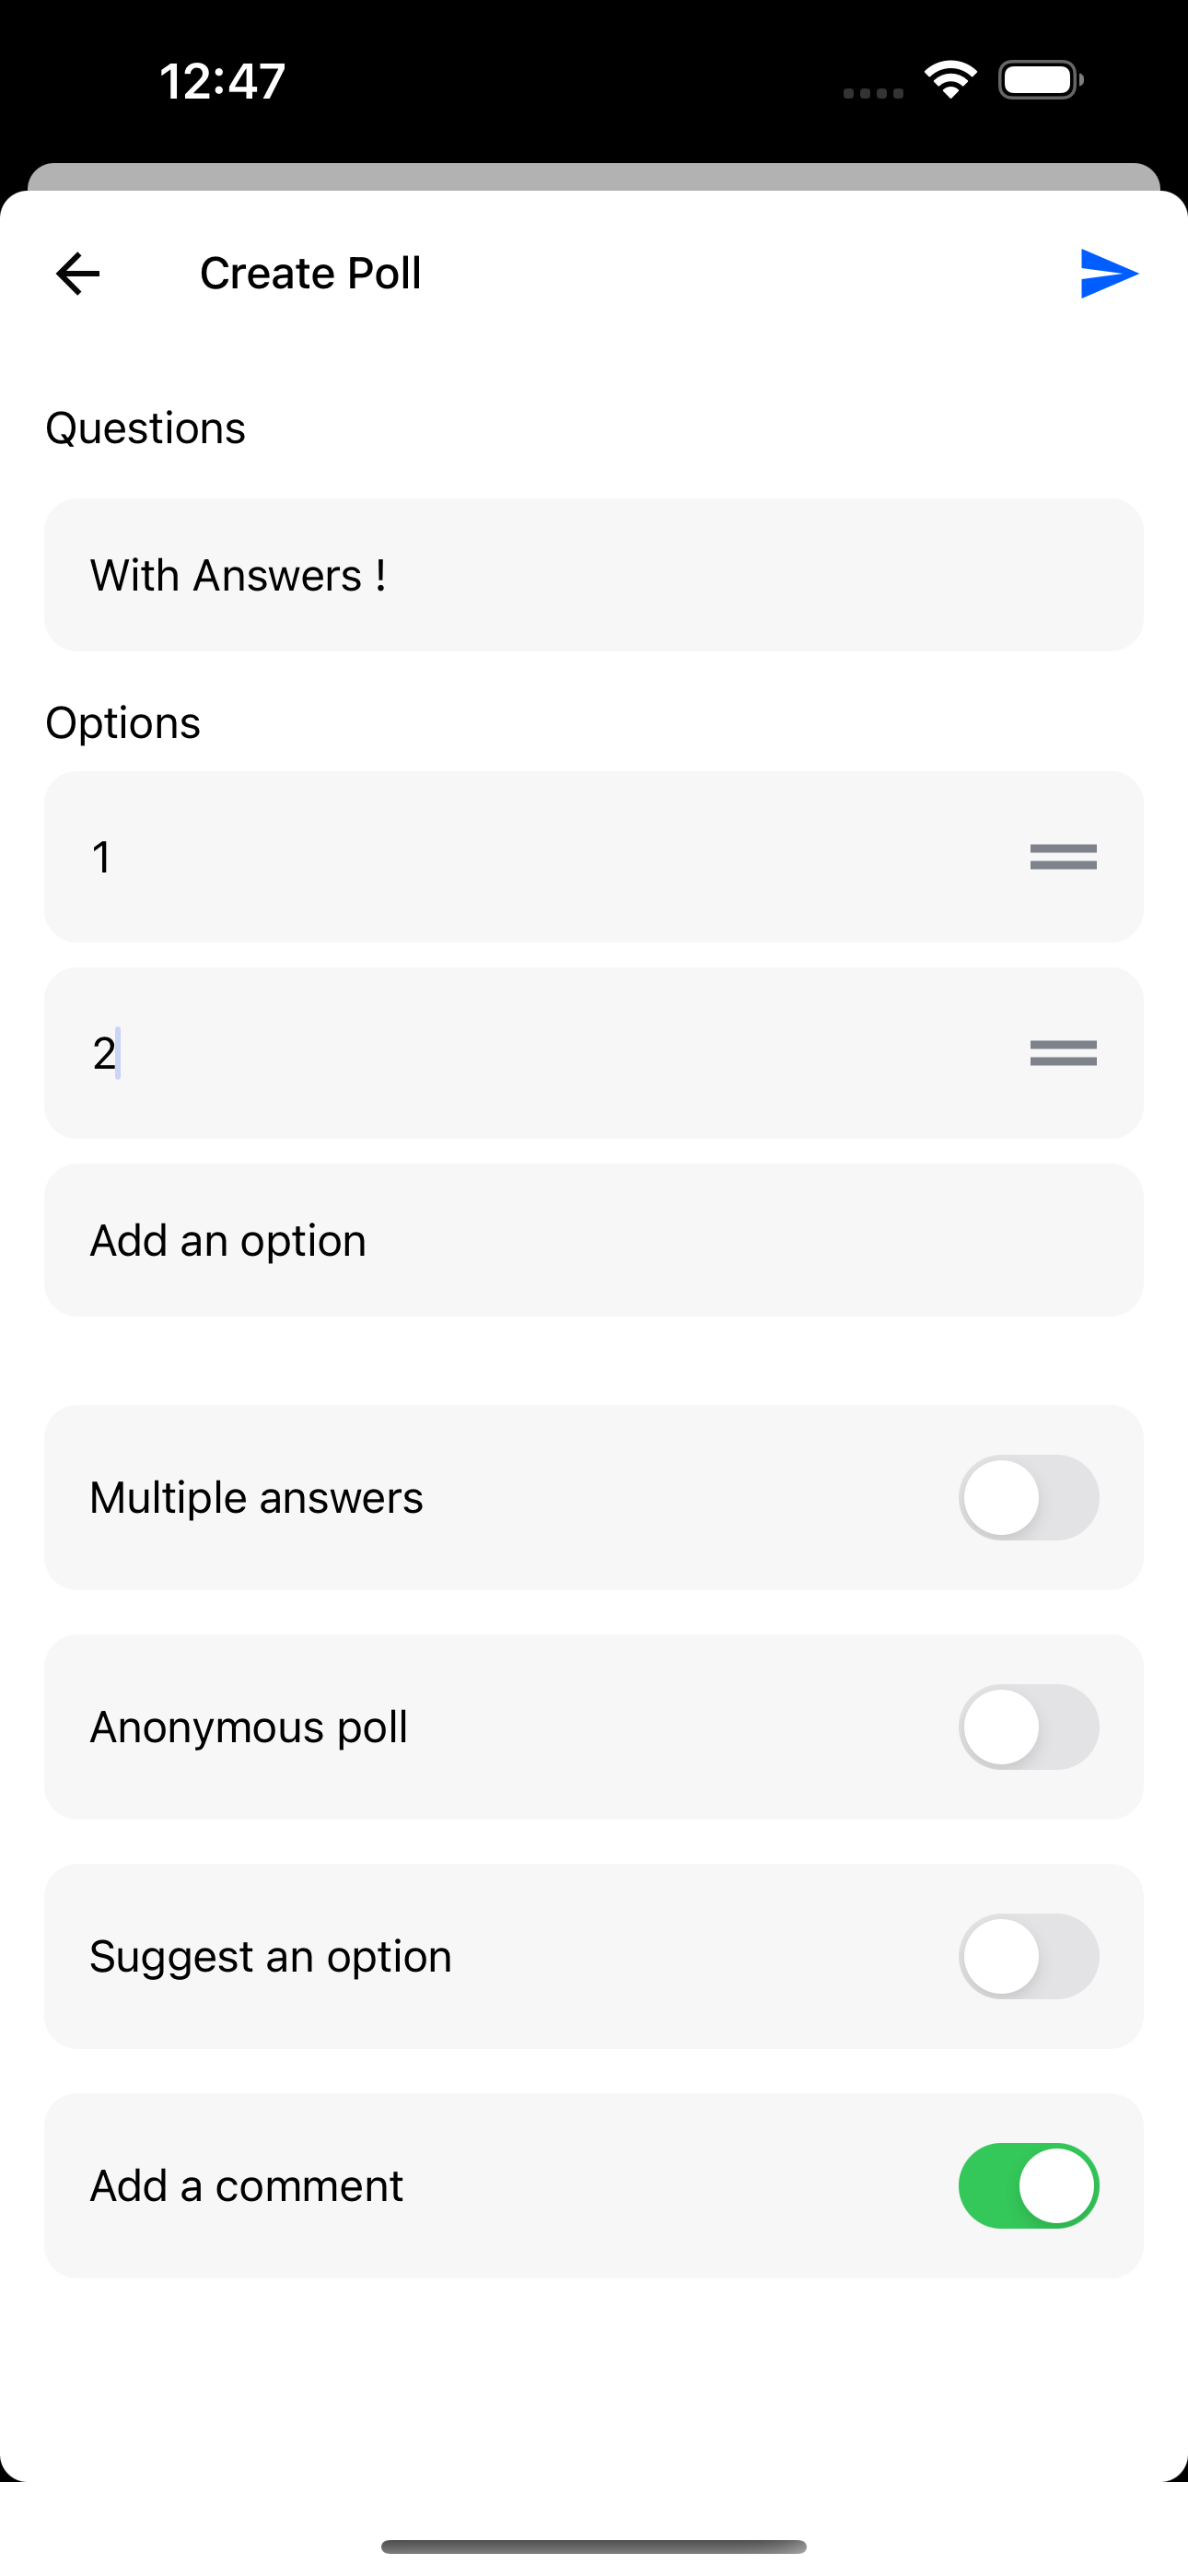 12:47
Create Poll
Questions
With Answers !
Options
1
2
Add an option
Multiple answers
Anonymous poll
Suggest an option
Add a comment